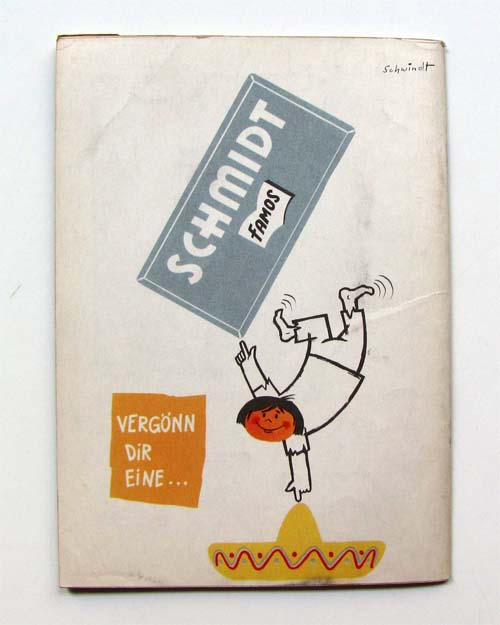 Schwindt
SCHMIDT
FAMOS
VERGÖNN
DiR
EiNE...